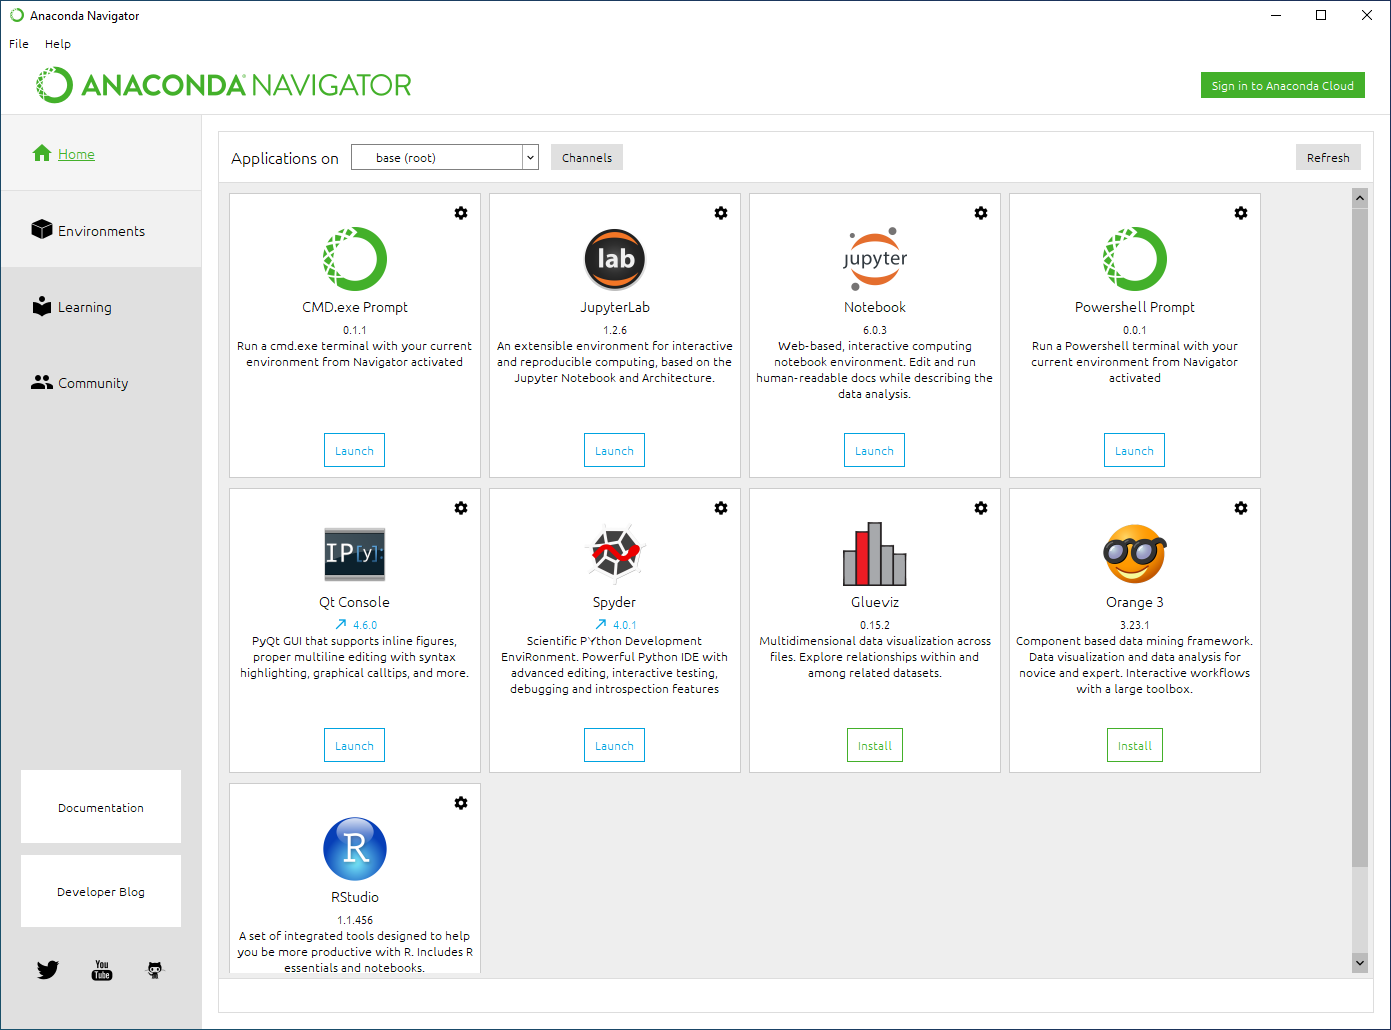 Anaconda Navigator
File Help
ANACONDA NAVIGATOR
Sign in to Anaconda Cloud
Home
Environments
Learning
Community
Documentation
Developer Blog
You
Tube
Applications on
base (root)
Channels
Refresh
CMD.exe Prompt
0.1.1
Run a cmd.exe terminal with your current
environment from Navigator activated
Launch
lab
JupyterLab
1.2.6
An extensible environment for interactive
and reproducible computing, based on the
Jupyter Notebook and Architecture.
Launch
jupyter
Notebook
6.0.3
Web-based, interactive computing
notebook environment. Edit and run
human-readable docs while describing the
data analysis.
Launch
Powershell Prompt
0.0.1
Run a Powershell terminal with your
current environment from Navigator
activated
Launch
IP[y]:
Qt Console
4.6.0
PyQt GUI that supports inline figures,
proper multiline editing with syntax
highlighting, graphical calltips, and more.
Launch
Spyder
4.0.1
Scientific PYthon Development
EnviRonment. Powerful Python IDE with
advanced editing, interactive testing,
debugging and introspection features
Launch
Glueviz
0.15.2
Multidimensional data visualization across
files. Explore relationships within and
among related datasets.
Install
Orange 3
3.23.1
Component based data mining framework.
Data visualization and data analysis for
novice and expert. Interactive workflows
with a large toolbox.
Install
R
RStudio
1.1.456
A set of integrated tools designed to help
you be more productive with R. Includes R
essentials and notebooks.